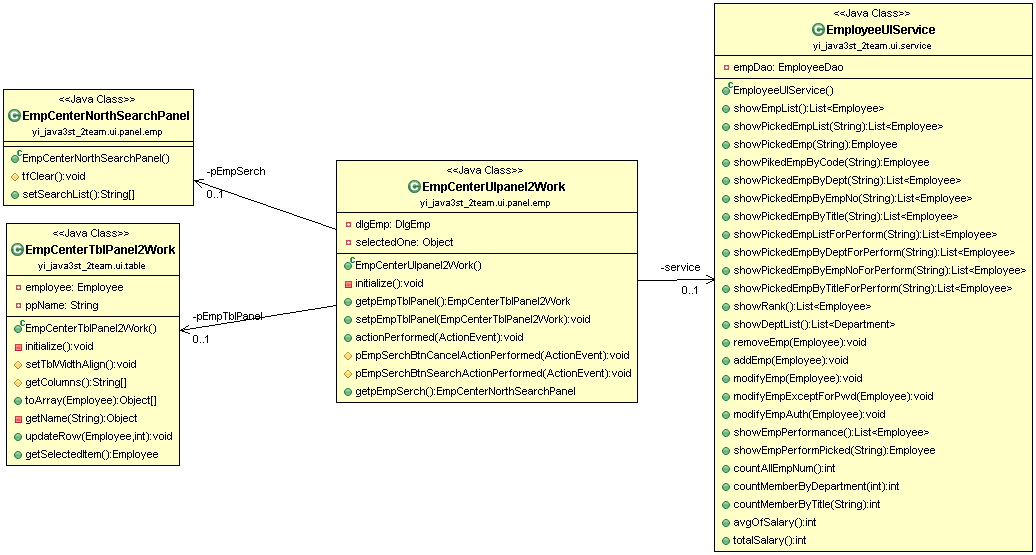 <<Java Class>>
EmpCenterNorthSearchPanel
yi_java3st_2team.ui.panel.emp
EmpCenterNorthSearchPanel()
tfClear():void
setSearchList():String[]
<<Java Class>>
EmpCenterTblPanel2Work
yi_java3st_2team.ui.table
employee: Employee
ppName: String
EmpCenterTblPanel2Work()
initialize():void
setTblWidthAlign():void
getColumns():String[]
toArray(Employee):Object[]
getName(String):Object
updateRow(Employee,int):void
getSelectedItem():Employee
-pEmpSerch
0..1
-pEmpTblPanel
0..1
<<Java Class>>
EmpCenterUIpanel2Work
yi_java3st_2team.ui.panel.emp
dlgEmp: DlgEmp
selectedOne: Object
EmpCenterUIpanel2Work()
initialize():void
getpEmpTblPanel():EmpCenterTblPanel2Work
setpEmpTblPanel(EmpCenterTblPanel2Work):void
actionPerformed(ActionEvent):void
pEmpSerchBtnCancelActionPerformed(ActionEvent):void
pEmpSerchBtnSearchActionPerformed(ActionEvent):void
getpEmpSerch():EmpCenterNorthSearchPanel
-service
0..1
<<Java Class>>
EmployeeUIService
yi_java3st_2team.ui.service
empDao: EmployeeDao
EmployeeUIService()
showEmpList():List<Employee>
showPickedEmpList(String):List<Employee>
showPickedEmp(String):Employee
showPikedEmpByCode(String):Employee
showPickedEmpByDept(String):List<Employee>
showPickedEmpByEmpNo(String):List<Employee>
showPickedEmpByTitle(String):List<Employee>
showPickedEmpListForPerform(String):List<Employee>
showPickedEmpByDeptForPerform(String):List<Employee>
showPickedEmpByEmpNoForPerform(String):List<Employee>
showPickedEmpByTitleForPerform(String):List<Employee>
showRank():List<Employee>
showDeptList():List<Department>
removeEmp(Employee):void
addEmp(Employee):void
modifyEmp(Employee):void
modifyEmpExceptForPwd(Employee):void
modifyEmpAuth(Employee):void
showEmpPerformance():List<Employee>
showEmpPerformPicked(String):Employee
countAllEmpNum():int
countMemberByDepartment(int):int
countMemberByTitle(String):int
avgOfSalary():int
totalSalary():int